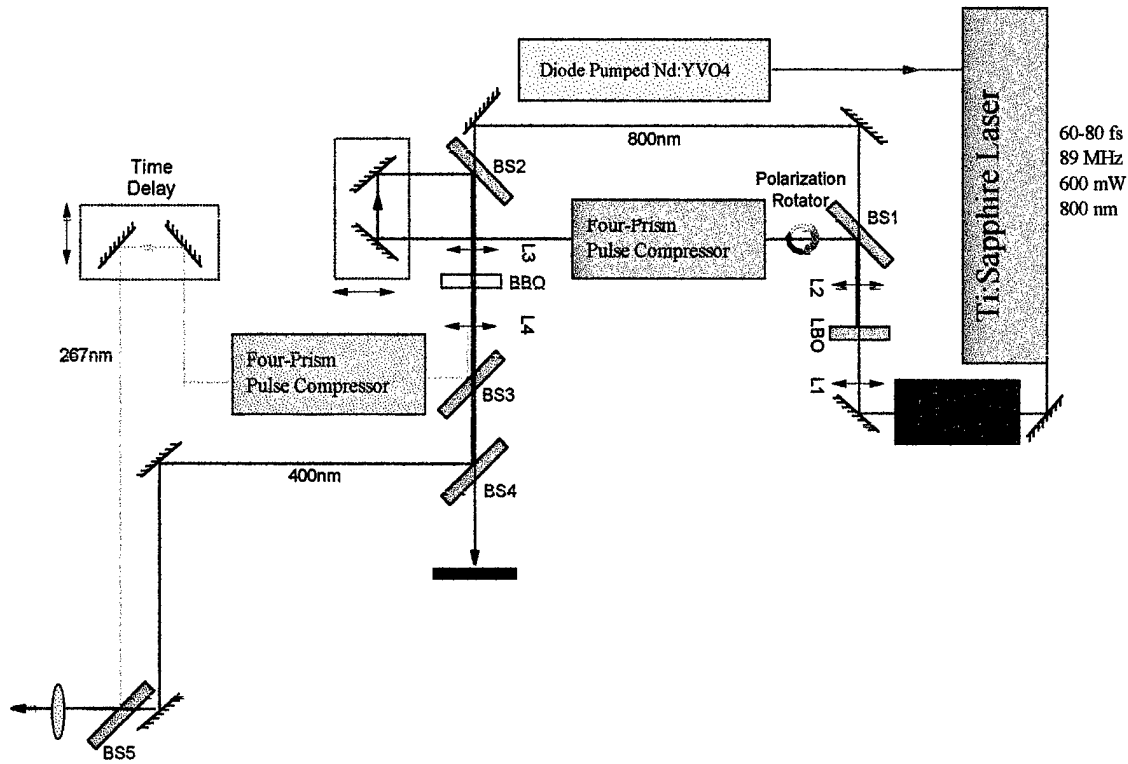 Diode Pumped Nd:YVO4
Ti:Sapphire Laser
60-80 fs
89 MHz
600 mW
800 nm
800nm
BS2
Time
Delay
Polarization
Rotator
BS1
Four-Prism
Pulse Compressor
L3
BBO
L2
L4
LBO
267nm
Four-Prism
Pulse Compressor
BS3
L1
400nm
BS4
BS5